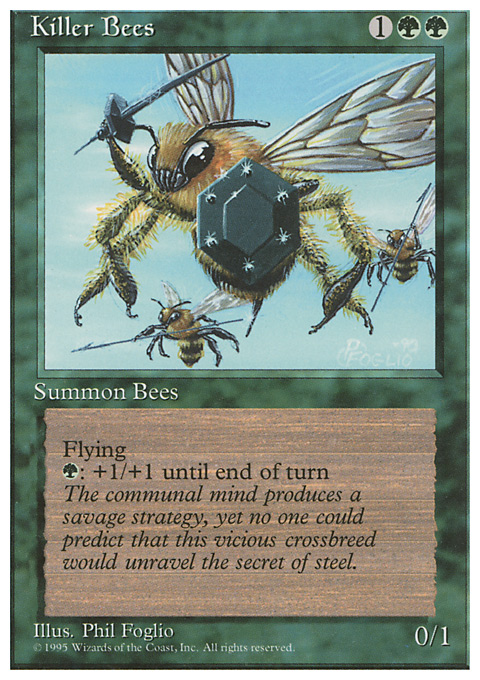 Killer Bees 1
FOGLIO
Summon Bees
Flying
: +1/+1 until end of turn
The communal mind produces a
savage strategy, yet no one could
predict that this vicious crossbreed
would unravel the secret of steel.
Illus. Phil Foglio
© 1995 Wizards of the Coast, Inc. All rights reserved.
0/1